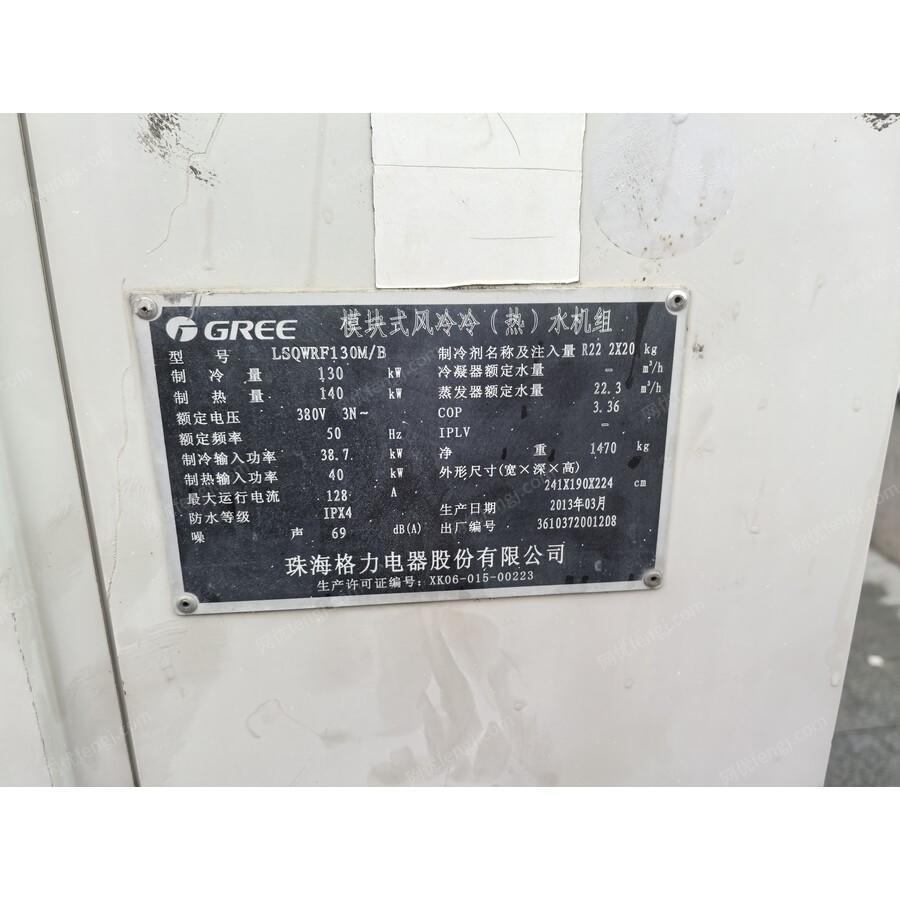 GREE 模块式风冷冷（热）水机组
型 号 LSQWRF130M/B 制冷剂名称及注入量 R22 2X20 kg
制 冷 量 130 kW 冷凝器额定水量 - m³/h
制 热 量 140 kW 蒸发器额定水量 22.3 m³/h
额定电压 380V 3N~ COP 3.36
额定频率 50 Hz IPLV -
制冷输入功率 38.7 kW 净 重 1470 kg
制热输入功率 40 kW 外形尺寸(宽×深×高)
最大运行电流 128 A 241X190X224 cm
防水等级 IPX4 生产日期 2013年03月
噪 声 69 dB(A) 出厂编号 3610372001208
珠海格力电器股份有限公司
生产许可证编号: XK06-015-00223